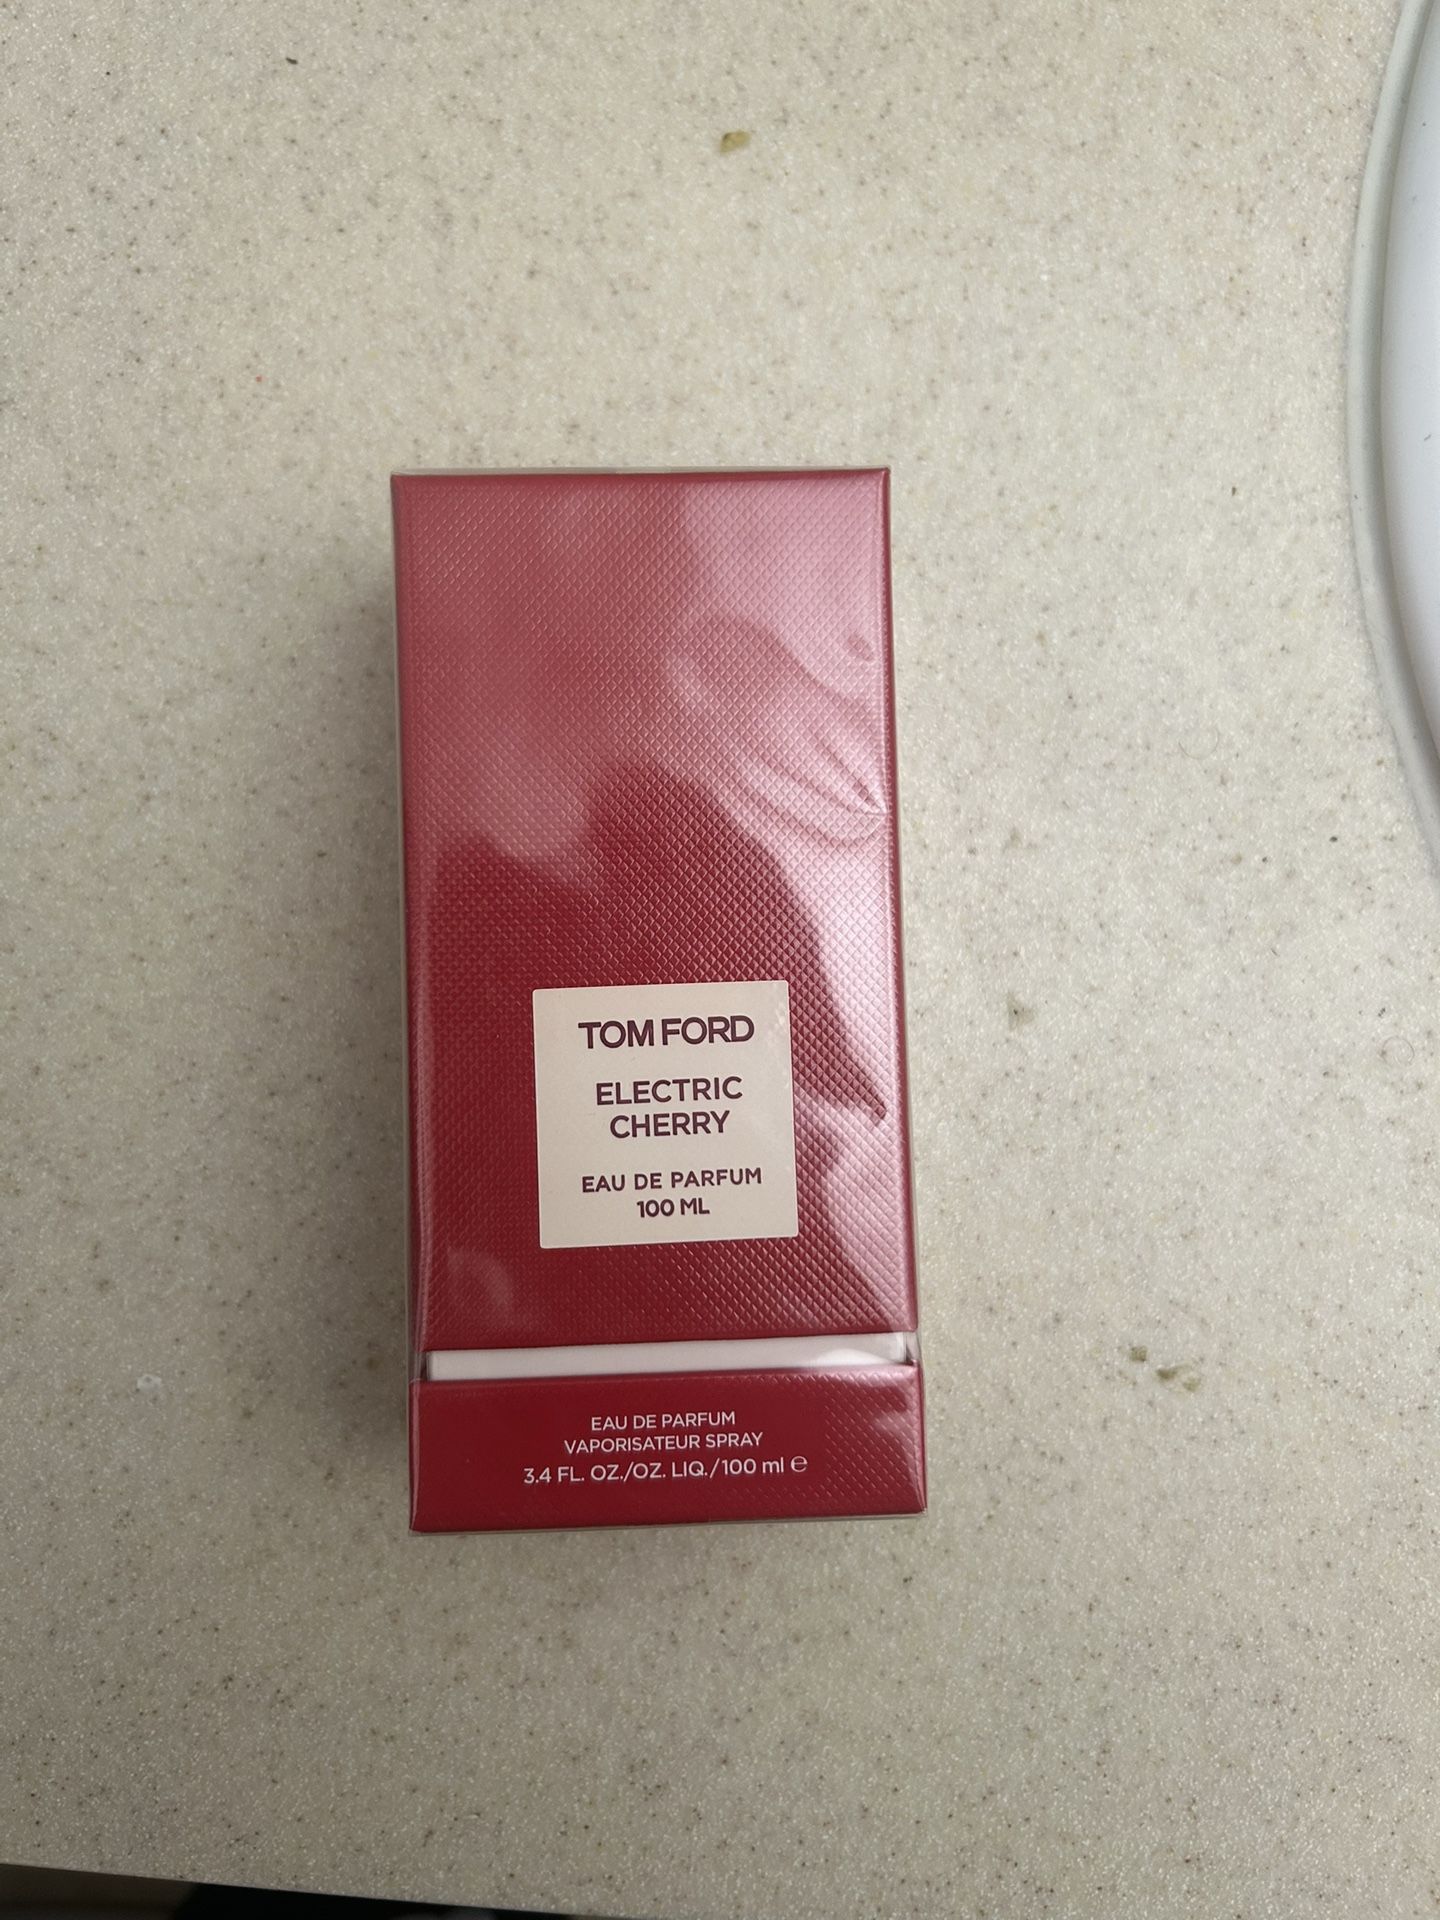 TOM FORD
ELECTRIC
CHERRY
EAU DE PARFUM
100 ML
EAU DE PARFUM
VAPORISATEUR SPRAY
3.4 FL. OZ./OZ. LIQ./100 ml ℮